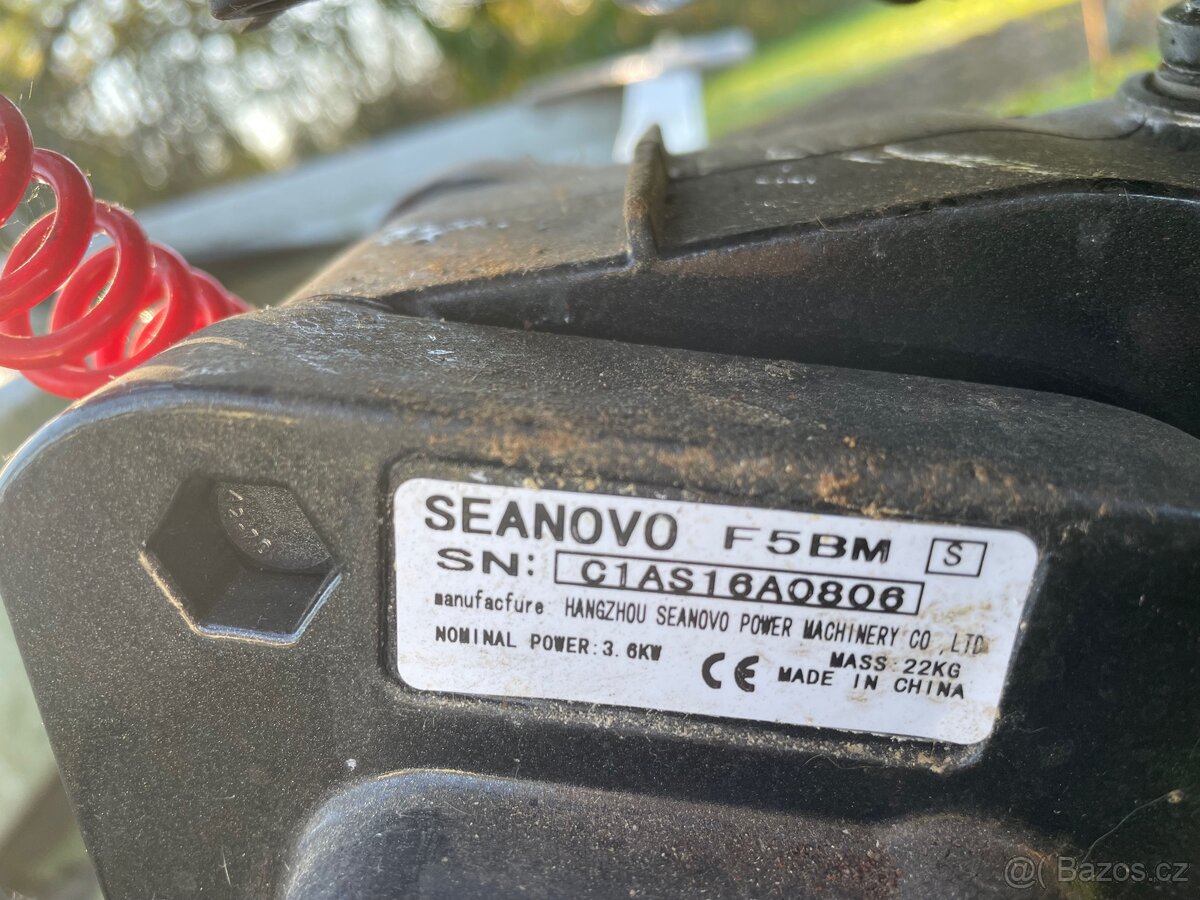 SEANOVO F5BM S
SN: C1AS16A0806
manufacfure HANGZHOU SEANOVO POWER MACHINERY CO.,LTD
NOMINAL POWER:3.6KW MASS:22KG
CE MADE IN CHINA
@( Bazos.cz